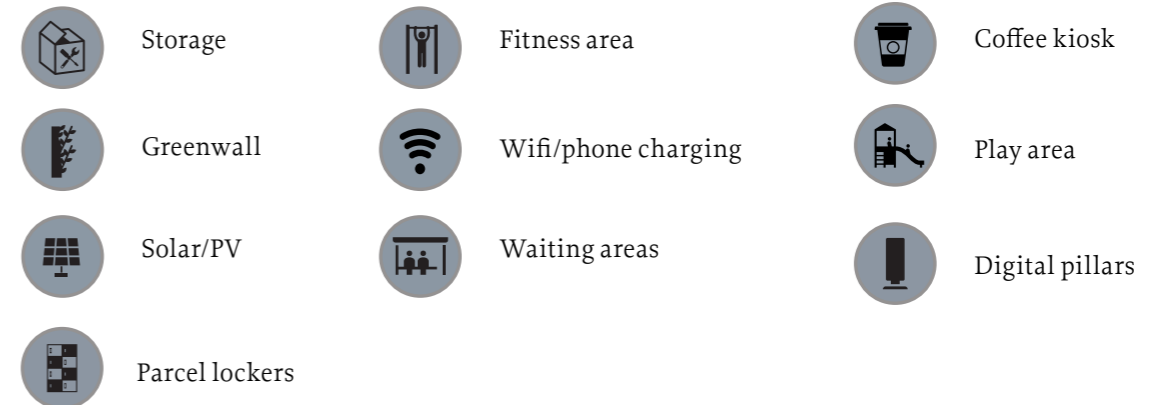 Storage
Greenwall
Solar/PV
Parcel lockers
Fitness area
Wifi/phone charging
Waiting areas
Coffee kiosk
Play area
Digital pillars